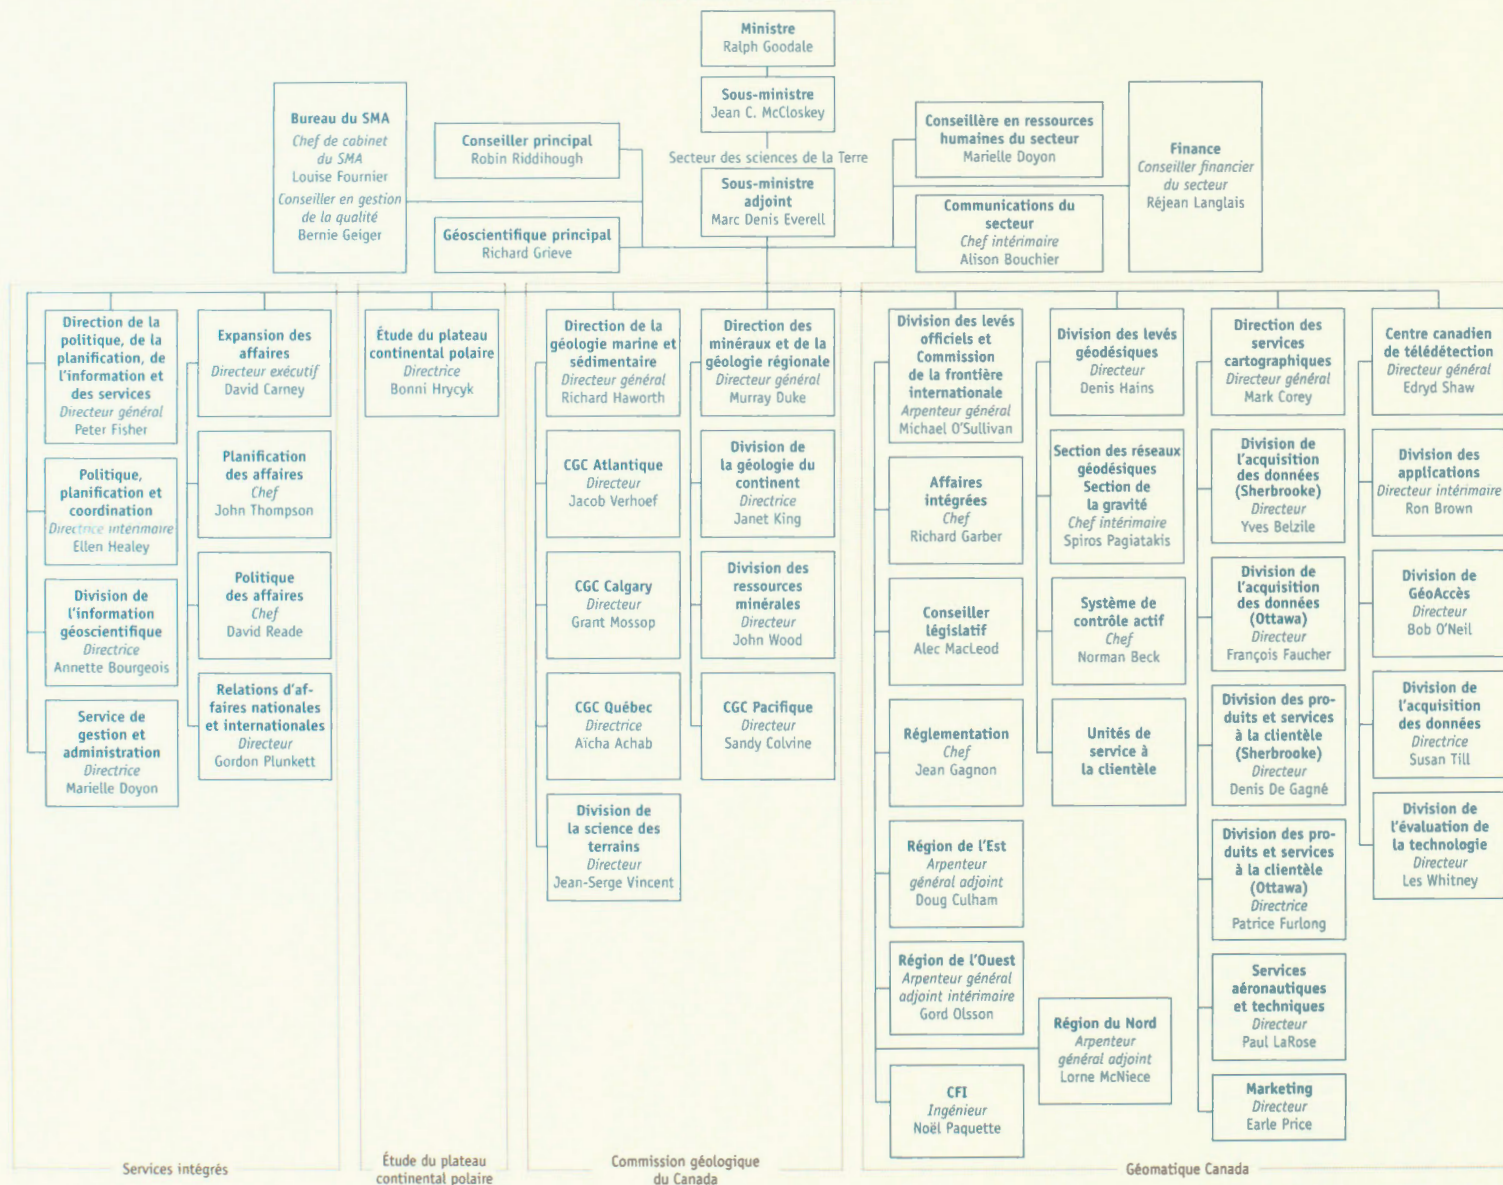 Ministre
Ralph Goodale
Sous-ministre
Jean C. McCloskey
Secteur des sciences de la Terre
Sous-ministre
adjoint
Marc Denis Everell
Bureau du SMA
Chef de cabinet
du SMA
Louise Fournier
Conseiller en gestion
de la qualité
Bernie Geiger
Conseiller principal
Robin Riddihough
Géoscientifique principal
Richard Grieve
Conseillère en ressources
humaines du secteur
Marielle Doyon
Communications du
secteur
Chef intérimaire
Alison Bouchier
Finance
Conseiller financier
du secteur
Réjean Langlais
Direction de la
politique, de la
planification, de
l'information et
des services
Directeur général
Peter Fisher
Politique,
planification et
coordination
Directrice intérimaire
Ellen Healey
Division de
l'information
géoscientifique
Directrice
Annette Bourgeois
Service de
gestion et
administration
Directrice
Marielle Doyon
Expansion des
affaires
Directeur exécutif
David Carney
Planification
des affaires
Chef
John Thompson
Politique
des affaires
Chef
David Reade
Relations d'af-
faires nationales
et internationales
Directeur
Gordon Plunkett
Services intégrés
Étude du plateau
continental polaire
Directrice
Bonni Hrycyk
Étude du plateau
continental polaire
Direction de la
géologie marine et
sédimentaire
Directeur général
Richard Haworth
CGC Atlantique
Directeur
Jacob Verhoef
CGC Calgary
Directeur
Grant Mossop
CGC Québec
Directrice
Aïcha Achab
Division de
la science des
terrains
Directeur
Jean-Serge Vincent
Direction des
minéraux et de la
géologie régionale
Directeur général
Murray Duke
Division de
la géologie du
continent
Directrice
Janet King
Division des
ressources
minérales
Directeur
John Wood
CGC Pacifique
Directeur
Sandy Colvine
Commission géologique
du Canada
Division des levés
officiels et
Commission
de la frontière
internationale
Arpenteur général
Michael O'Sullivan
Affaires
intégrées
Chef
Richard Garber
Conseiller
législatif
Alec MacLeod
Réglementation
Chef
Jean Gagnon
Région de l'Est
Arpenteur
général adjoint
Doug Culham
Région de l'Ouest
Arpenteur général
adjoint intérimaire
Gord Olsson
Région du Nord
Arpenteur
général adjoint
Lorne McNiece
CFI
Ingénieur
Noël Paquette
Division des levés
géodésiques
Directeur
Denis Hains
Section des réseaux
géodésiques
Section de
la gravité
Chef intérimaire
Spiros Pagiatakis
Système de
contrôle actif
Chef
Norman Beck
Unités de
service à
la clientèle
Direction des
services
cartographiques
Directeur général
Mark Corey
Division de
l'acquisition
des données
(Sherbrooke)
Directeur
Yves Belzile
Division de
l'acquisition
des données
(Ottawa)
Directeur
François Faucher
Division des pro-
duits et services
à la clientèle
(Sherbrooke)
Directeur
Denis De Gagné
Division des pro-
duits et services
à la clientèle
(Ottawa)
Directrice
Patrice Furlong
Services
aéronautiques
et techniques
Directeur
Paul LaRose
Marketing
Directeur
Earle Price
Centre canadien
de télédétection
Directeur général
Edryd Shaw
Division des
applications
Directeur intérimaire
Ron Brown
Division de
GéoAccès
Directeur
Bob O'Neil
Division de
l'acquisition
des données
Directrice
Susan Till
Division de
l'évaluation de
la technologie
Directeur
Les Whitney
Géomatique Canada